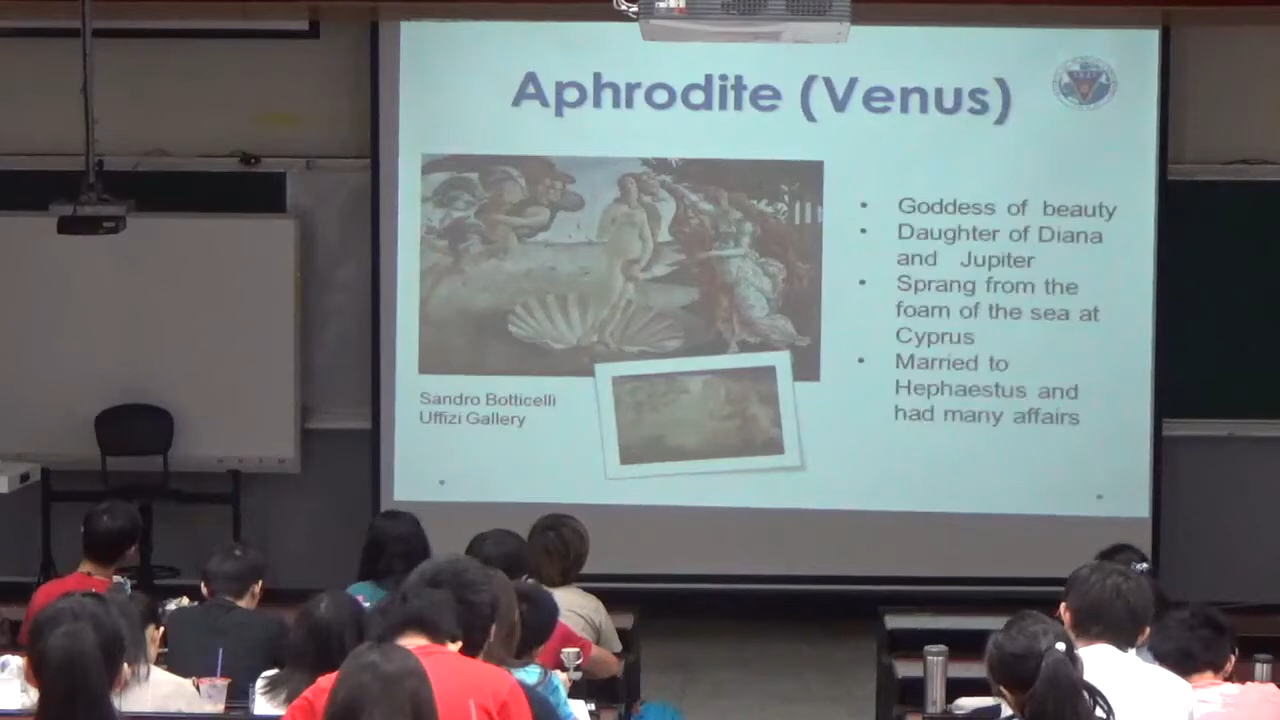 Aphrodite (Venus)
• Goddess of beauty
• Daughter of Diana
and Jupiter
• Sprang from the
foam of the sea at
Cyprus
• Married to
Hephaestus and
had many affairs
Sandro Botticelli
Uffizi Gallery